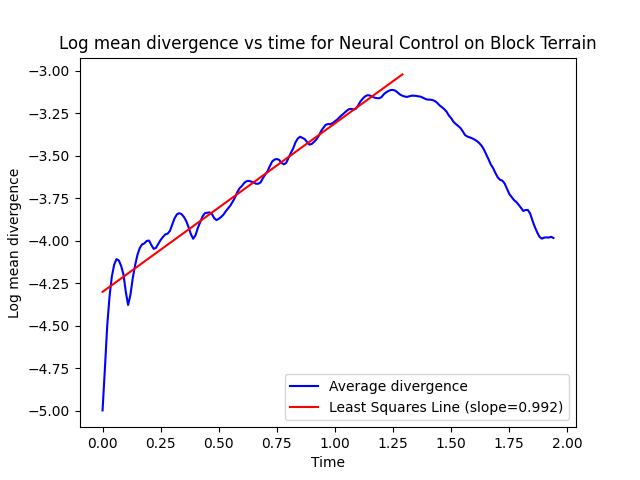 Log mean divergence vs time for Neural Control on Block Terrain
Log mean divergence
−3.00
−3.25
−3.50
−3.75
−4.00
−4.25
−4.50
−4.75
−5.00
Average divergence
Least Squares Line (slope=0.992)
0.00 0.25 0.50 0.75 1.00 1.25 1.50 1.75 2.00
Time